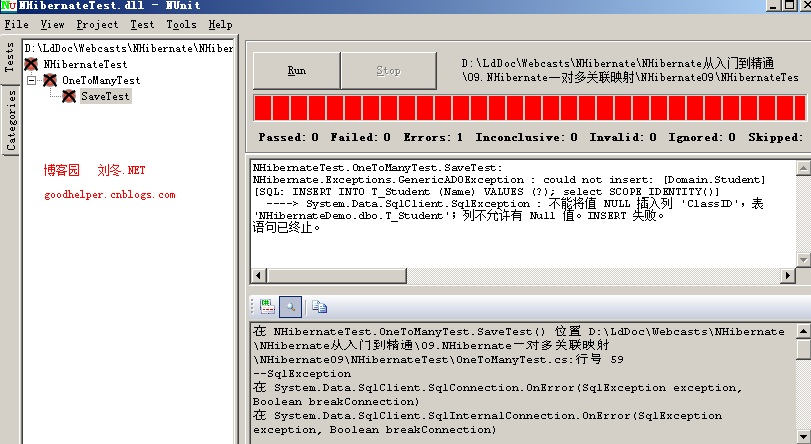 NHibernateTest.dll - NUnit
File View Project Test Tools Help
Tests
Categories
D:\LdDoc\Webcasts\NHibernate\NHiber
NHibernateTest
OneToManyTest
SaveTest
博客园 刘冬.NET
goodhelper.cnblogs.com
Run
Stop
D:\LdDoc\Webcasts\NHibernate\NHibernate从入门到精通
\09.NHibernate一对多关联映射\NHibernate09\NHibernateTes
Passed: 0 Failed: 0 Errors: 1 Inconclusive: 0 Invalid: 0 Ignored: 0 Skipped:
NHibernateTest.OneToManyTest.SaveTest:
NHibernate.Exceptions.GenericADOException : could not insert: [Domain.Student]
[SQL: INSERT INTO T_Student (Name) VALUES (?); select SCOPE_IDENTITY()]
----> System.Data.SqlClient.SqlException : 不能将值 NULL 插入列 'ClassID'，表
'NHibernateDemo.dbo.T_Student'；列不允许有 Null 值。INSERT 失败。
语句已终止。
在 NHibernateTest.OneToManyTest.SaveTest() 位置 D:\LdDoc\Webcasts\NHibernate
\NHibernate从入门到精通\09.NHibernate一对多关联映射
\NHibernate09\NHibernateTest\OneToManyTest.cs:行号 59
--SqlException
在 System.Data.SqlClient.SqlConnection.OnError(SqlException exception,
Boolean breakConnection)
在 System.Data.SqlClient.SqlInternalConnection.OnError(SqlException
exception, Boolean breakConnection)